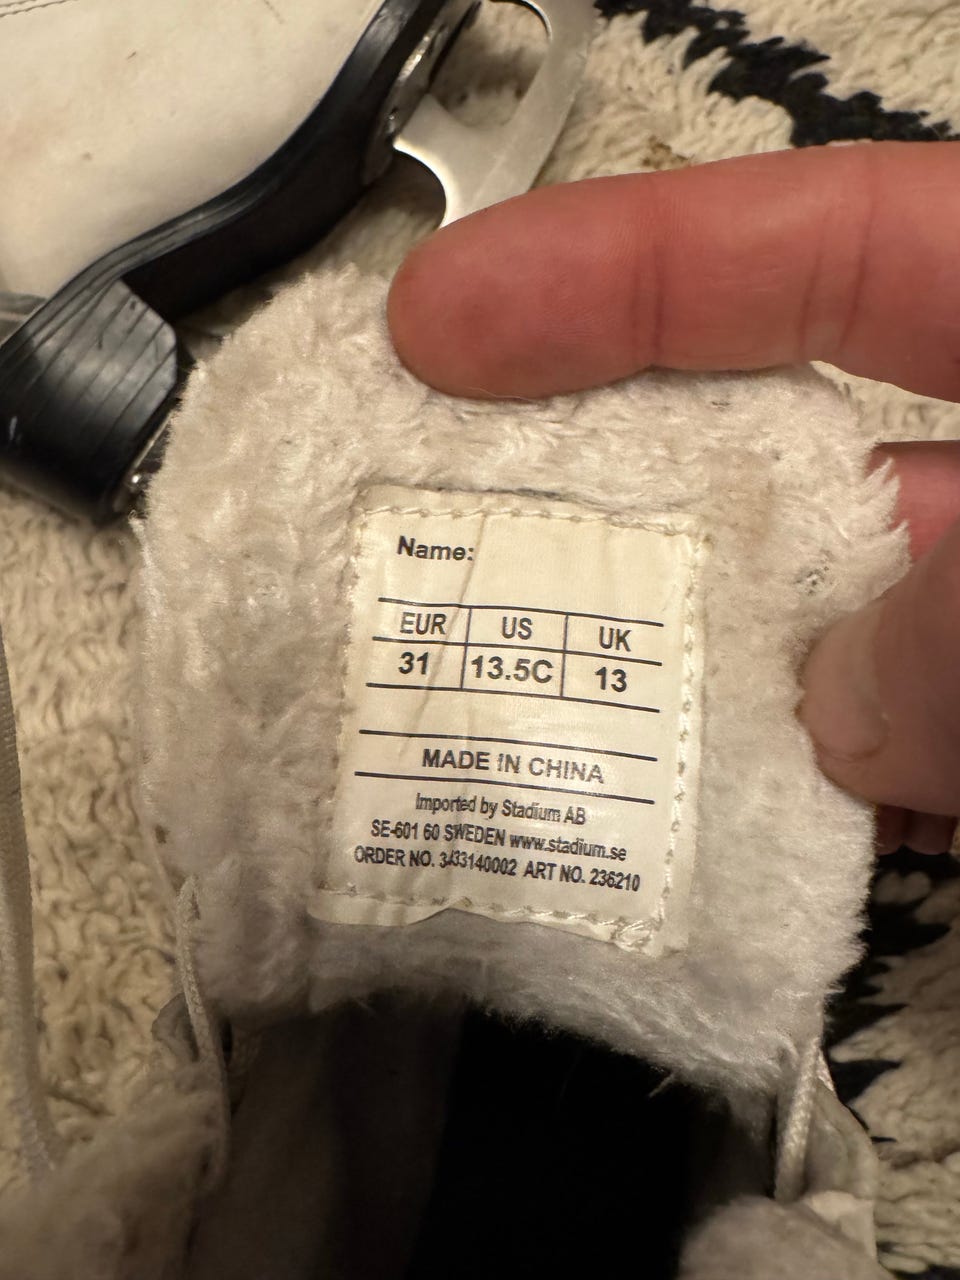 Name:
EUR US UK
31 13.5C 13
MADE IN CHINA
Imported by Stadium AB
SE-601 60 SWEDEN www.stadium.se
ORDER NO. 3433140002 ART NO. 236210